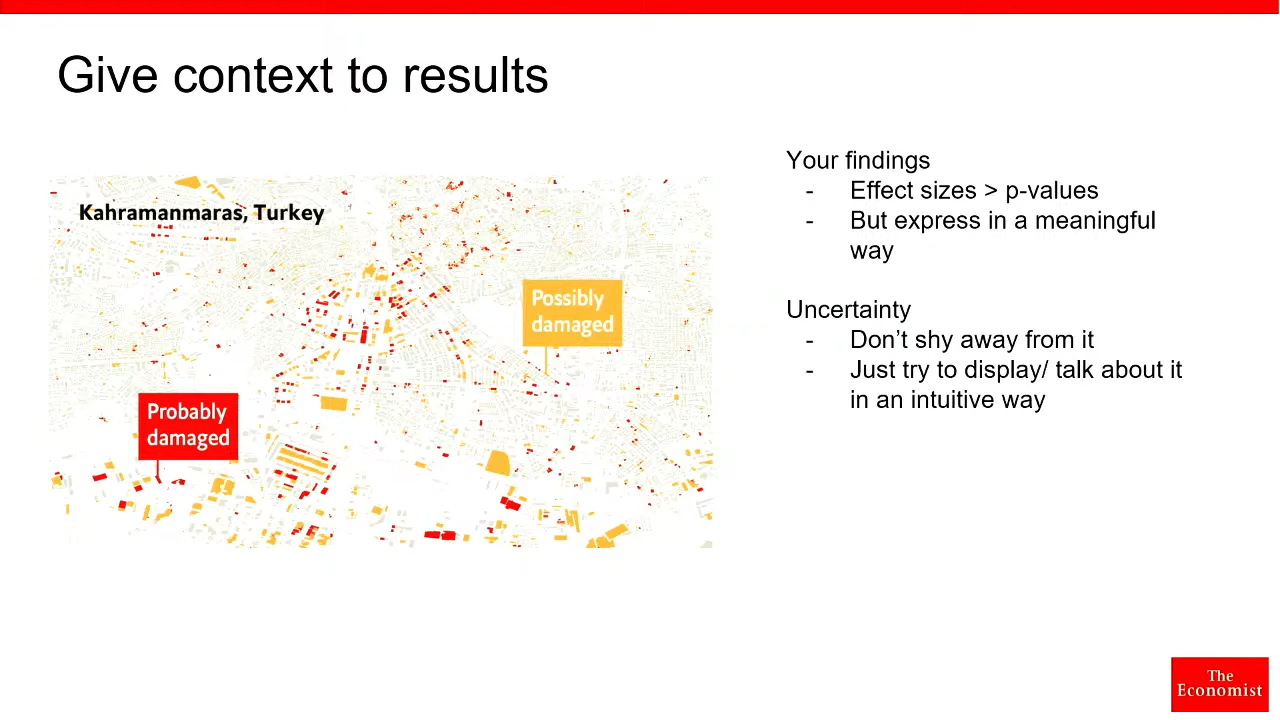 Give context to results
Kahramanmaras, Turkey
Possibly
damaged
Probably
damaged
Your findings
- Effect sizes > p-values
- But express in a meaningful
way
Uncertainty
- Don’t shy away from it
- Just try to display/ talk about it
in an intuitive way
The
Economist